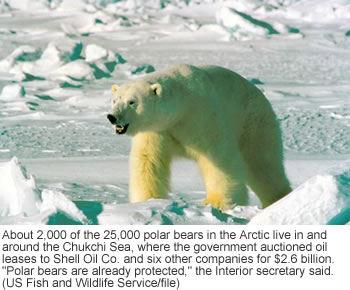 About 2,000 of the 25,000 polar bears in the Arctic live in and
around the Chukchi Sea, where the government auctioned oil
leases to Shell Oil Co. and six other companies for $2.6 billion.
"Polar bears are already protected," the Interior secretary said.
(US Fish and Wildlife Service/file)